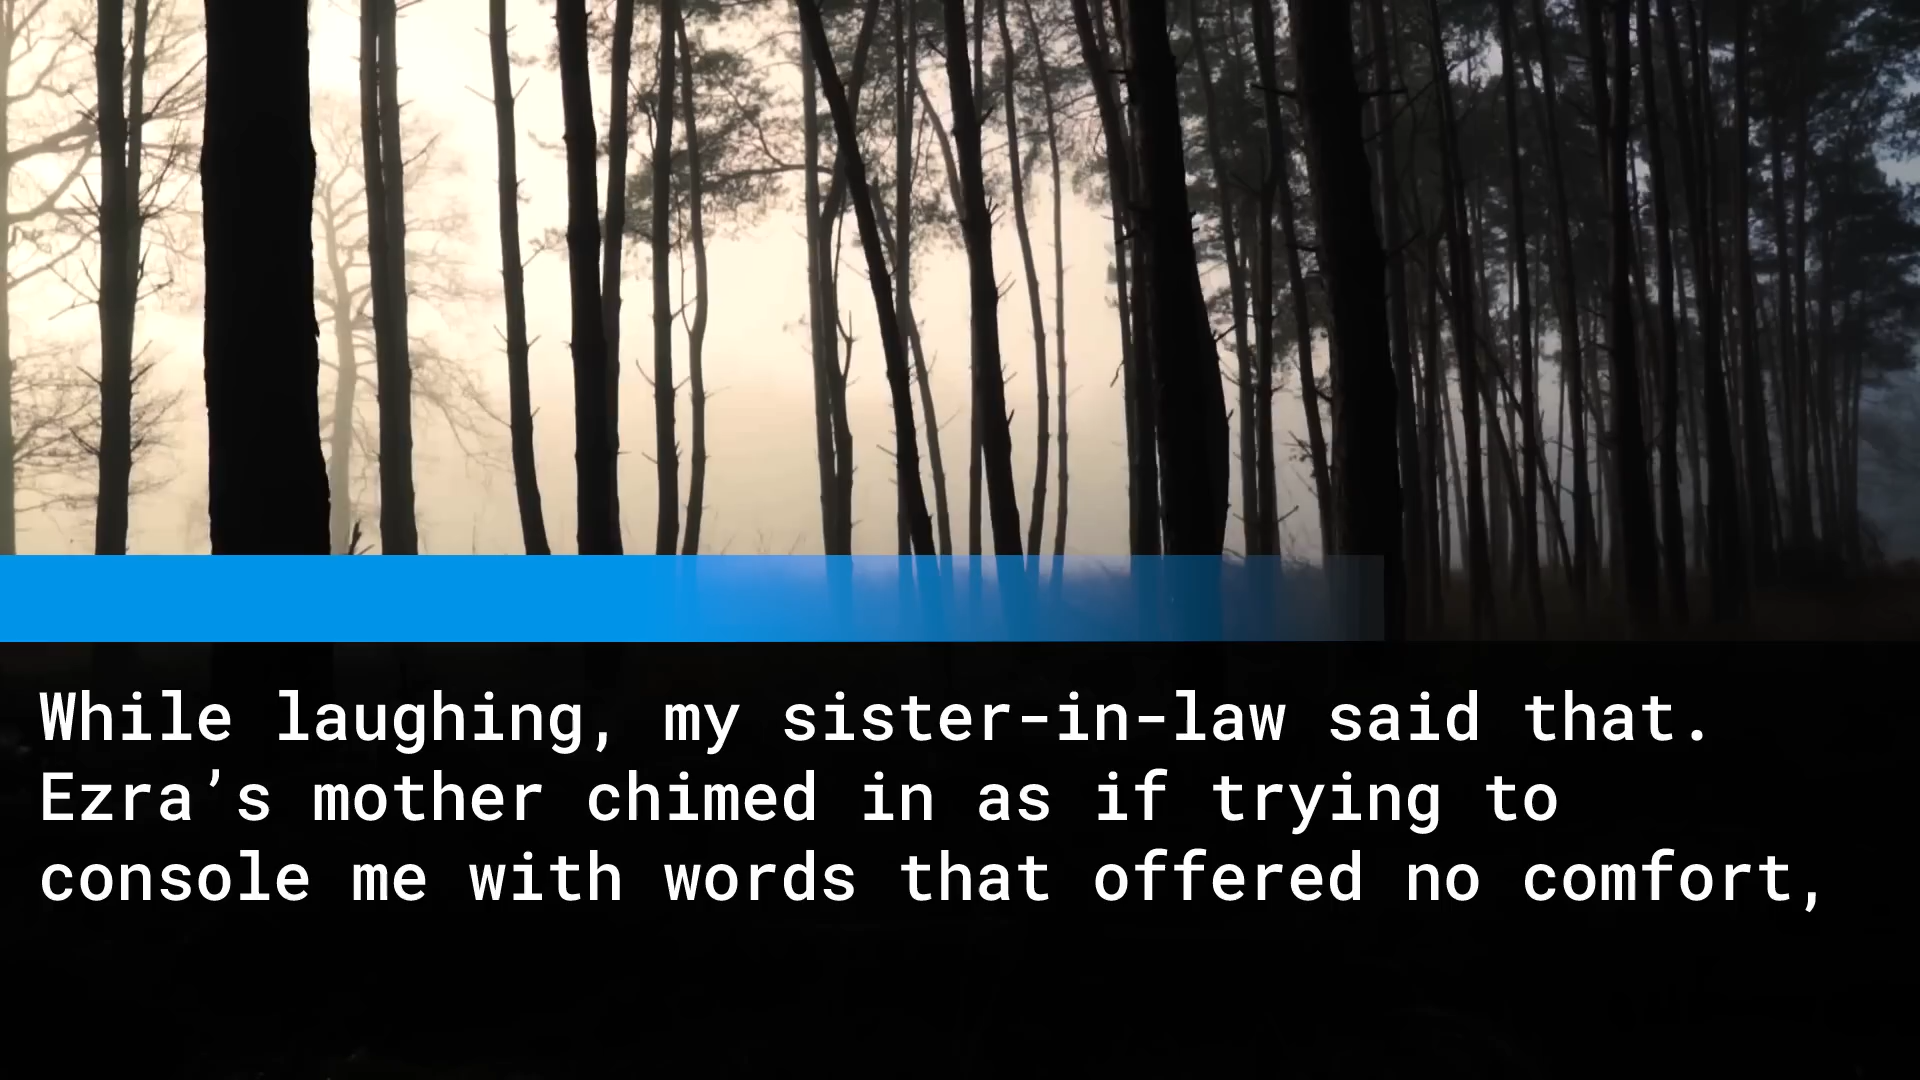 While laughing, my sister-in-law said that.
Ezra’s mother chimed in as if trying to
console me with words that offered no comfort,